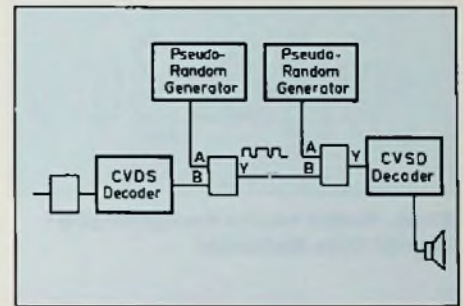 Pseudo-
Random
Generator
Pseudo-
Random
Generator
A
B
Y
A
B
Y
CVDS
Decoder
CVSD
Decoder